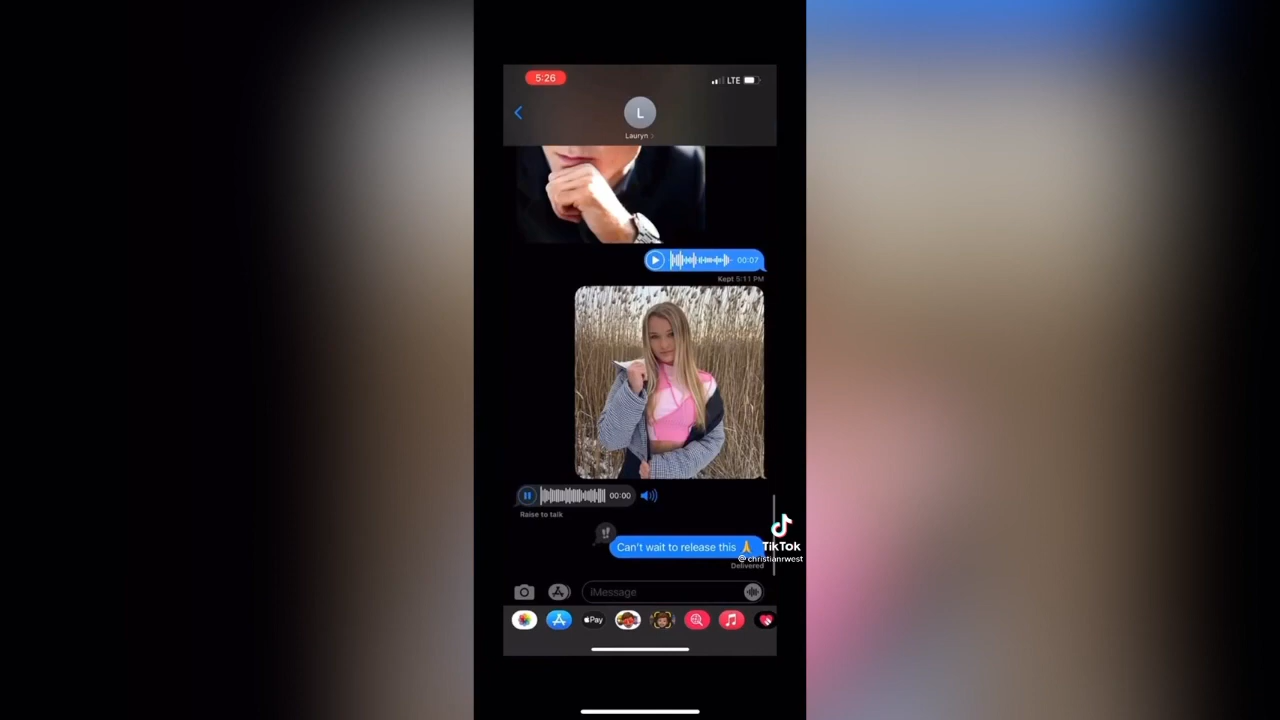 5:26
LTE
L
Lauryn
00:07
Kept 5:11 PM
00:00
Raise to talk
Can't wait to release this 🙏
Delivered
TikTok
@christianrwest
iMessage
Pay